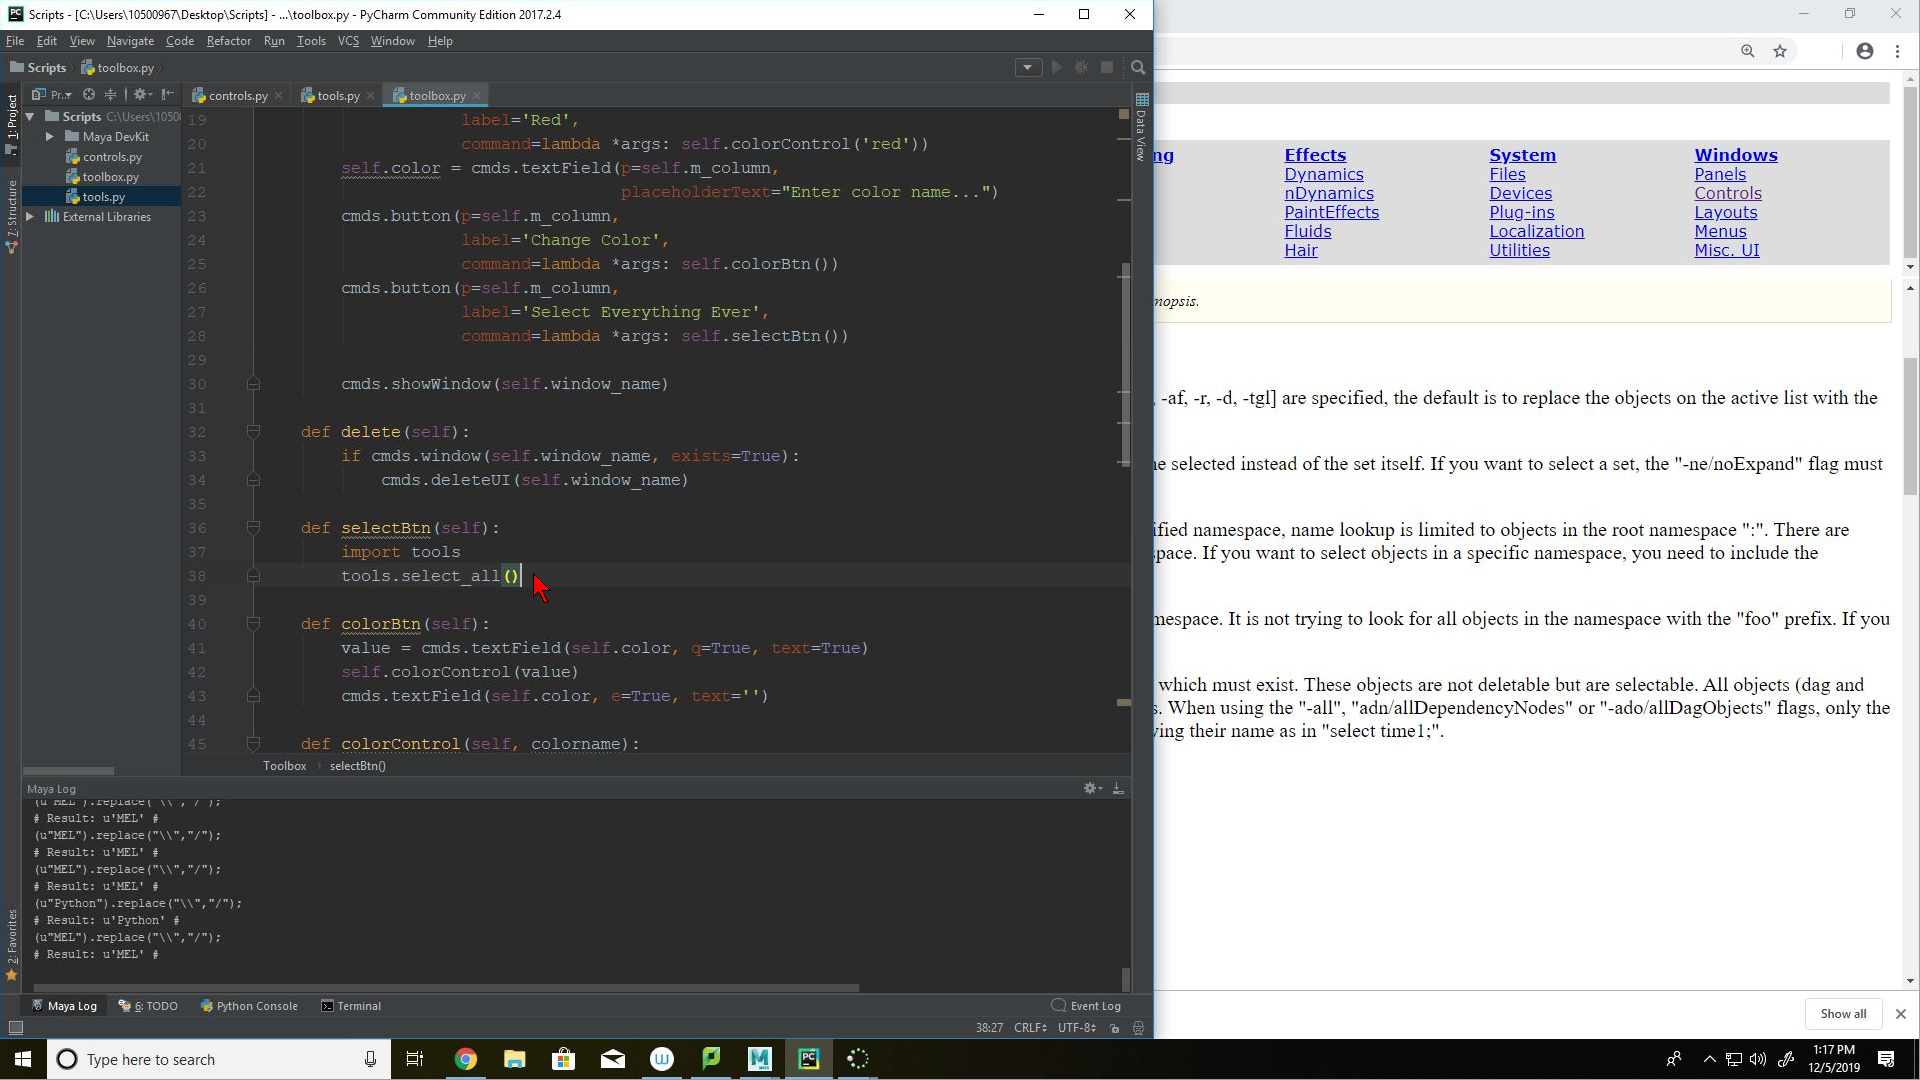 Scripts - [C:\Users\10500967\Desktop\Scripts] - ...\toolbox.py - PyCharm Community Edition 2017.2.4
File Edit View Navigate Code Refactor Run Tools VCS Window Help
Scripts toolbox.py
Pr.. controls.py tools.py toolbox.py
1: Project
7: Structure
2: Favorites
Data View
Scripts C:\Users\10500
Maya DevKit
controls.py
toolbox.py
tools.py
External Libraries
19 label='Red',
20 command=lambda *args: self.colorControl('red'))
21 self.color = cmds.textField(p=self.m_column,
22 placeholderText="Enter color name...")
23 cmds.button(p=self.m_column,
24 label='Change Color',
25 command=lambda *args: self.colorBtn())
26 cmds.button(p=self.m_column,
27 label='Select Everything Ever',
28 command=lambda *args: self.selectBtn())
29
30 cmds.showWindow(self.window_name)
31
32 def delete(self):
33 if cmds.window(self.window_name, exists=True):
34 cmds.deleteUI(self.window_name)
35
36 def selectBtn(self):
37 import tools
38 tools.select_all()
39
40 def colorBtn(self):
41 value = cmds.textField(self.color, q=True, text=True)
42 self.colorControl(value)
43 cmds.textField(self.color, e=True, text='')
44
45 def colorControl(self, colorname):
Toolbox selectBtn()
Maya Log
(u"MEL").replace("\\","/");
# Result: u'MEL' #
(u"MEL").replace("\\","/");
# Result: u'MEL' #
(u"MEL").replace("\\","/");
# Result: u'MEL' #
(u"Python").replace("\\","/");
# Result: u'Python' #
(u"MEL").replace("\\","/");
# Result: u'MEL' #
Maya Log 6: TODO Python Console Terminal Event Log
38:27 CRLF UTF-8
ng Effects System Windows
Dynamics Files Panels
nDynamics Devices Controls
PaintEffects Plug-ins Layouts
Fluids Localization Menus
Hair Utilities Misc. UI
nopsis.
, -af, -r, -d, -tgl] are specified, the default is to replace the objects on the active list with the
e selected instead of the set itself. If you want to select a set, the "-ne/noExpand" flag must
ified namespace, name lookup is limited to objects in the root namespace ":". There are
pace. If you want to select objects in a specific namespace, you need to include the
mespace. It is not trying to look for all objects in the namespace with the "foo" prefix. If you
which must exist. These objects are not deletable but are selectable. All objects (dag and
s. When using the "-all", "adn/allDependencyNodes" or "-ado/allDagObjects" flags, only the
ying their name as in "select time1;".
Show all
Type here to search
1:17 PM
12/5/2019